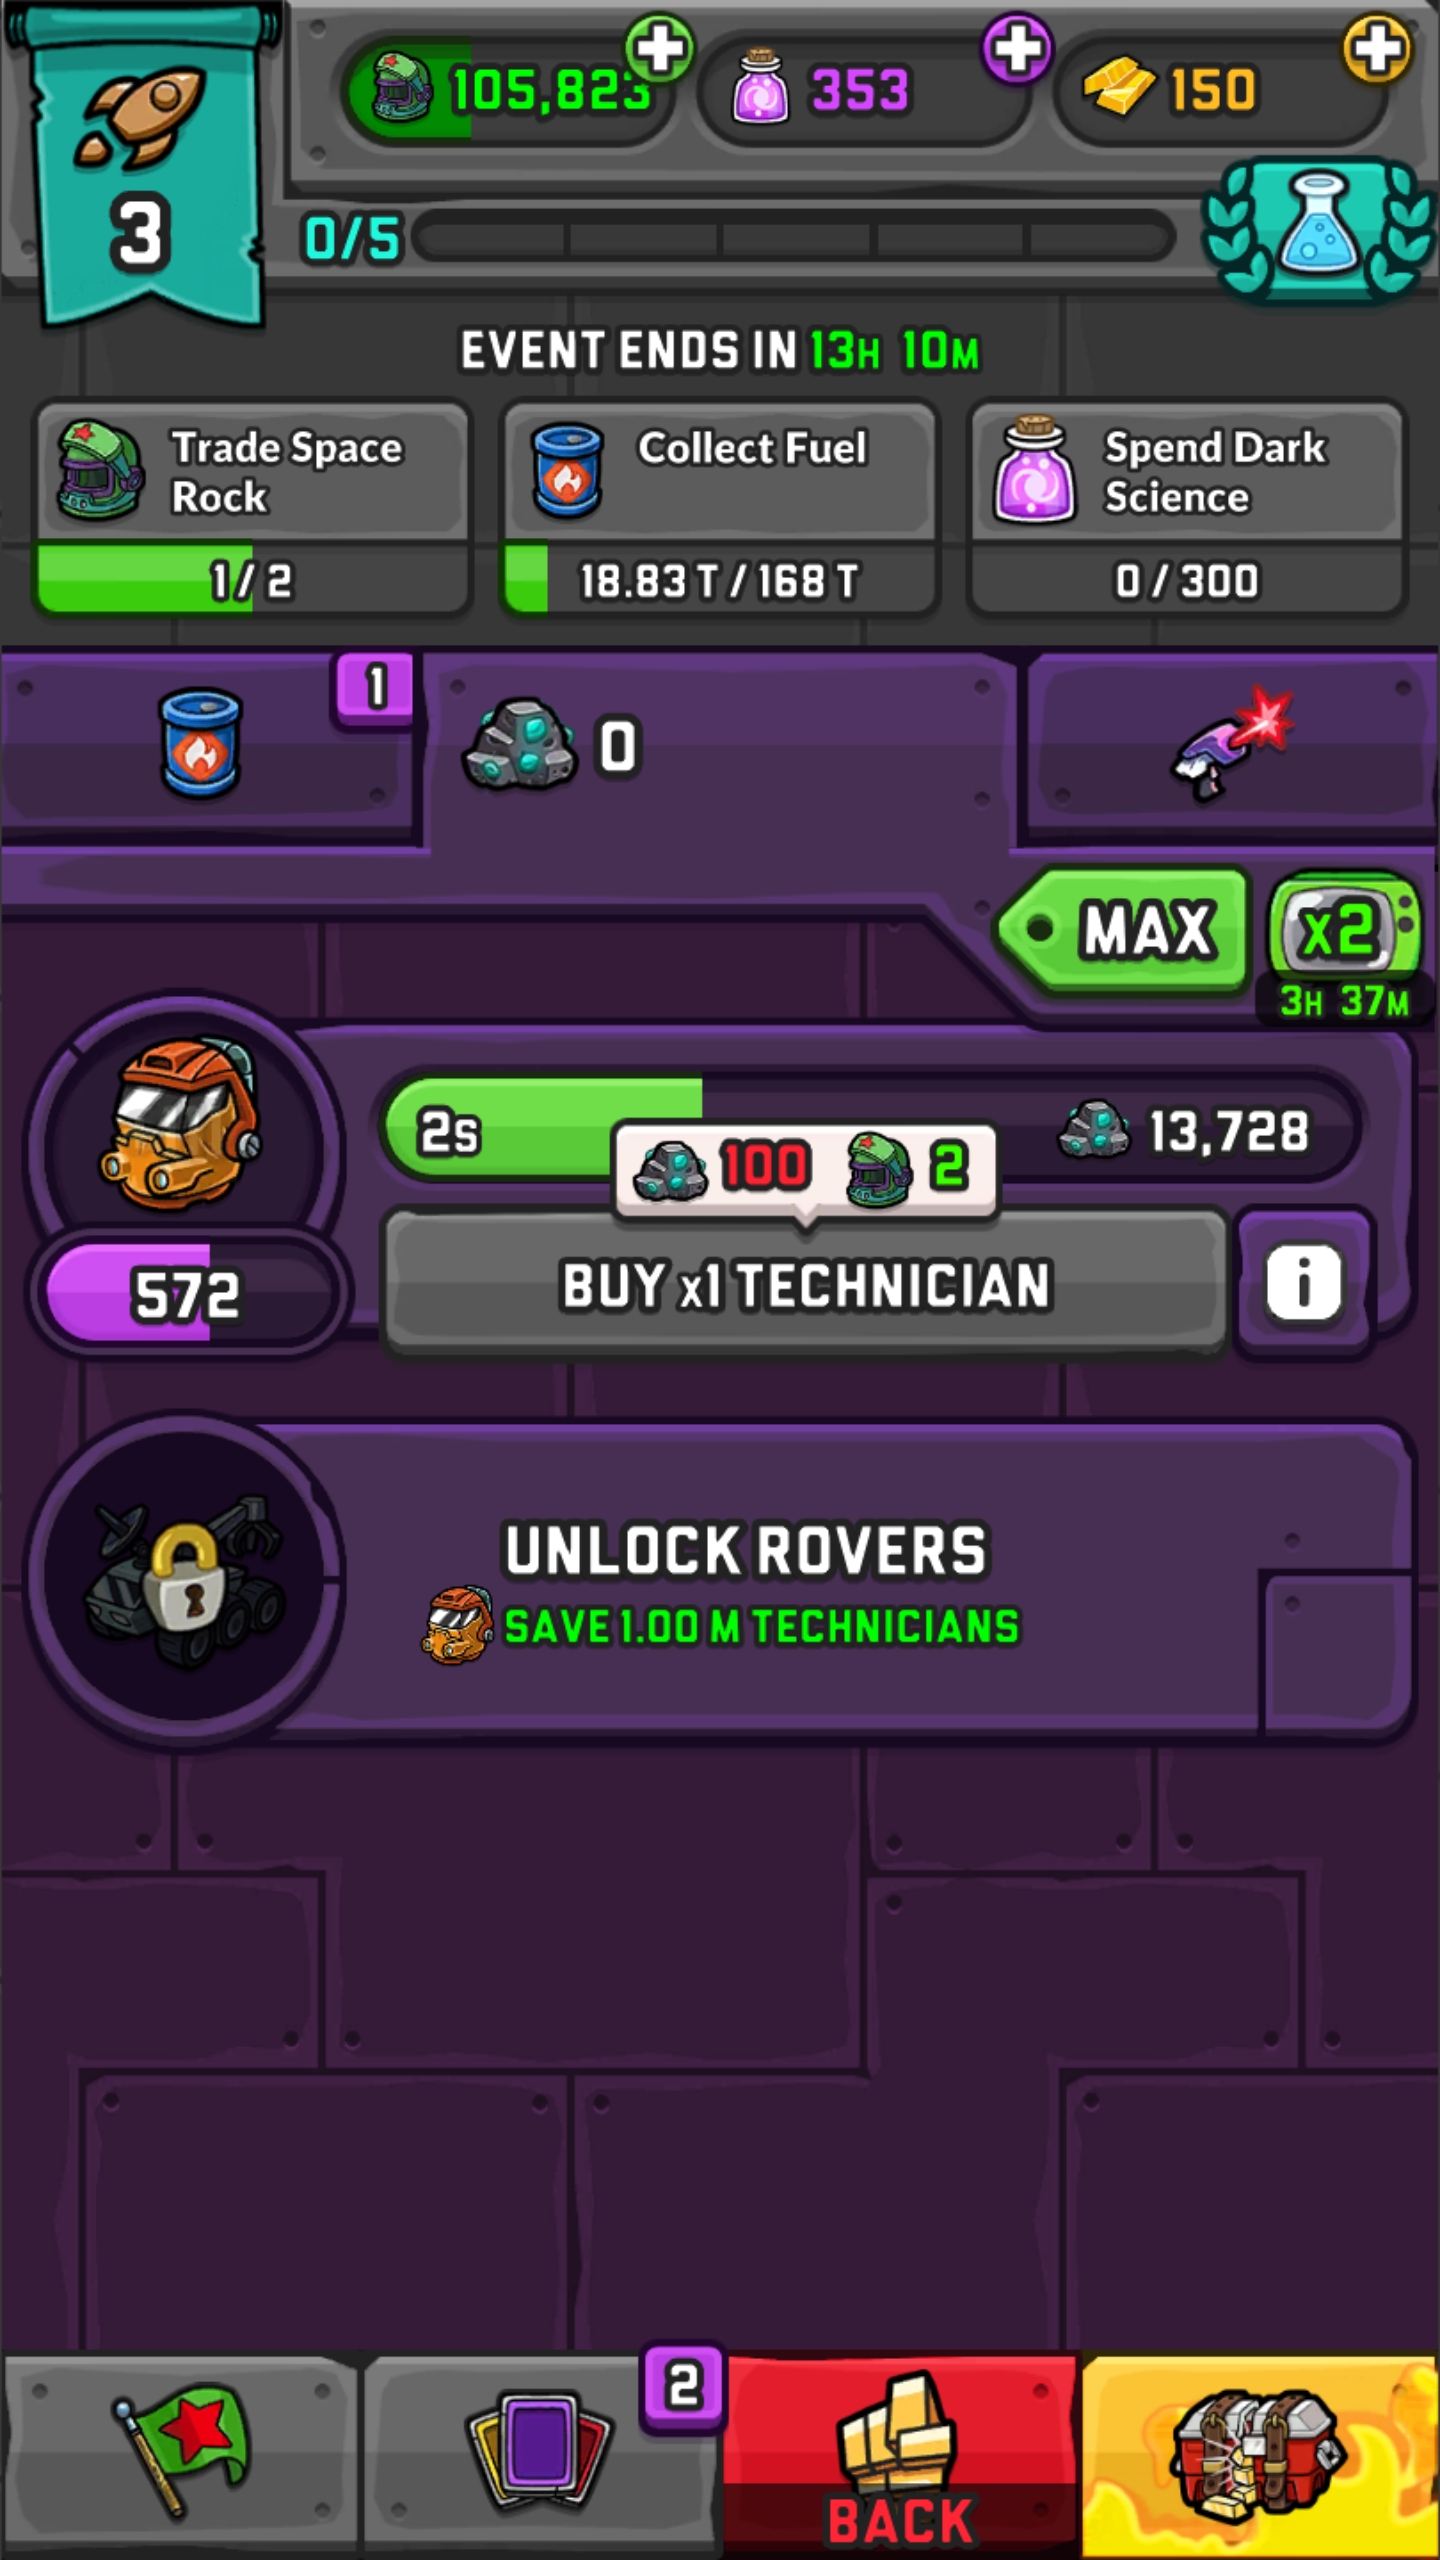 105,823
353
150
3
0/5
EVENT ENDS IN 13H 10M
Trade Space
Rock
1 / 2
Collect Fuel
18.83 T / 168 T
Spend Dark
Science
0 / 300
1
0
MAX
x2
3H 37M
2s
13,728
100
2
572
BUY x1 TECHNICIAN
i
UNLOCK ROVERS
SAVE 1.00 M TECHNICIANS
2
BACK